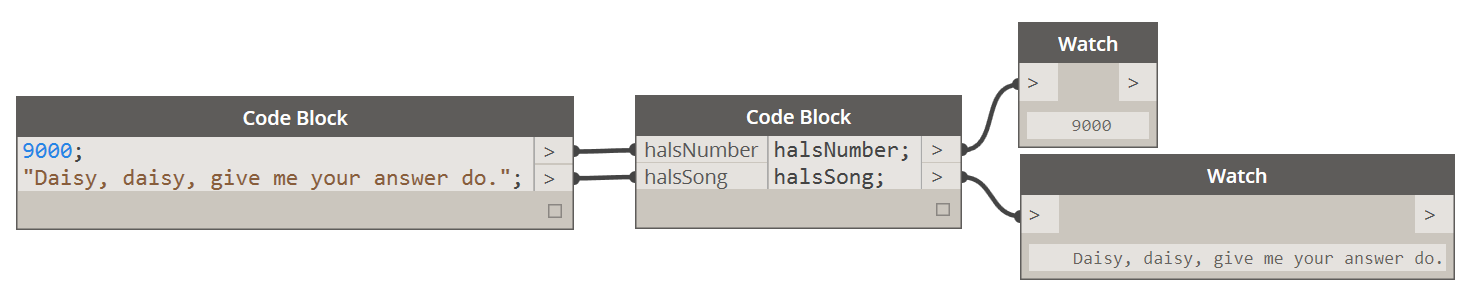 Code Block
9000; >
"Daisy, daisy, give me your answer do."; >
Code Block
halsNumber halsNumber; >
halsSong halsSong; >
Watch
> >
9000
Watch
> >
Daisy, daisy, give me your answer do.